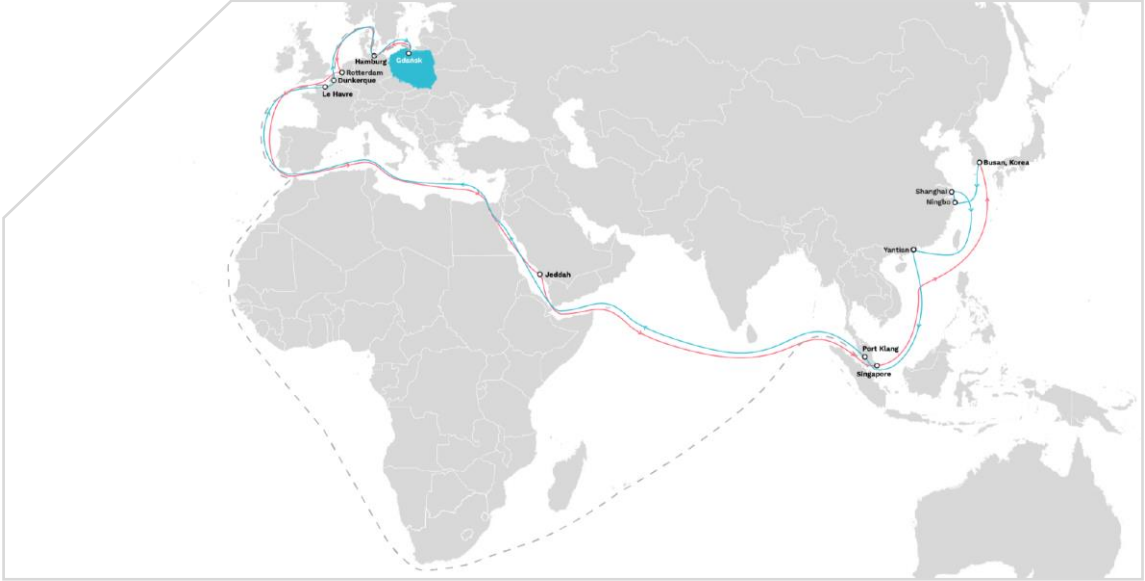 Hamburg
Gdańsk
Rotterdam
Dunkerque
Le Havre
Busan, Korea
Shanghai
Ningbo
Yantian
Jeddah
Port Klang
Singapore